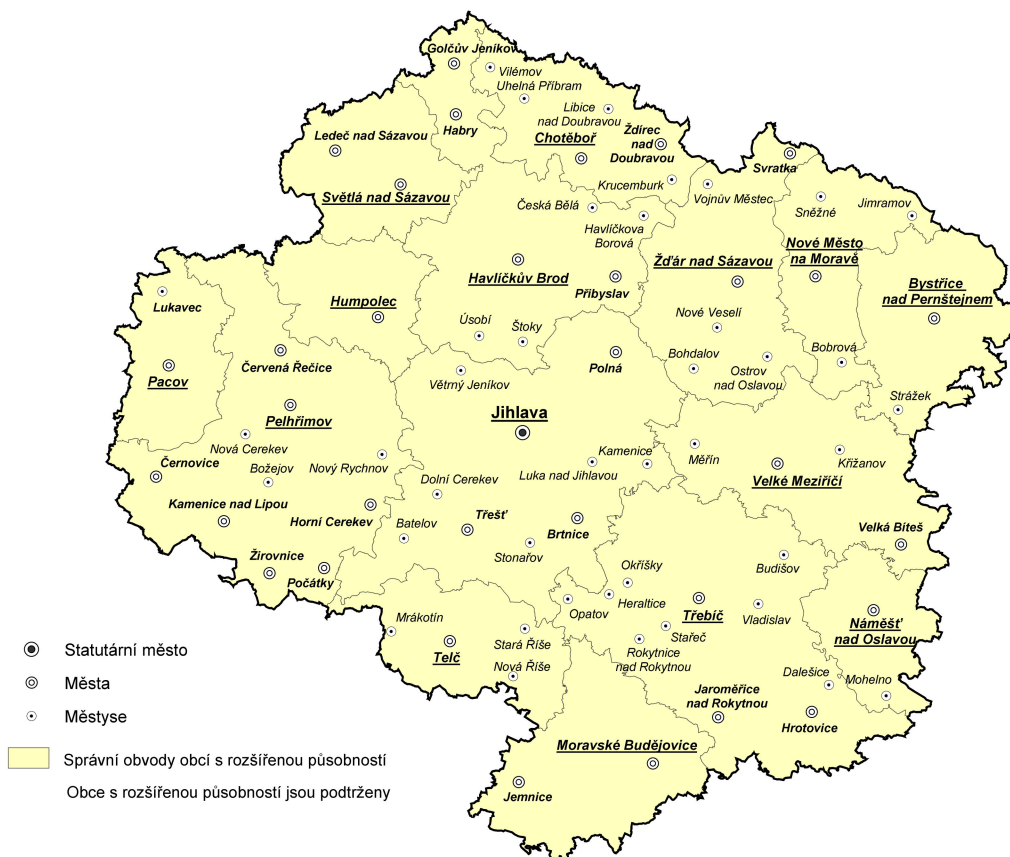 Golčův Jeníkov
Vilémov
Uhelná Příbram
Libice
nad Doubravou
Habry
Ledeč nad Sázavou
Chotěboř
Ždírec
nad
Doubravou
Světlá nad Sázavou
Krucemburk
Svratka
Vojnův Městec
Sněžné
Jimramov
Česká Bělá
Havlíčkova
Borová
Havlíčkův Brod
Přibyslav
Žďár nad Sázavou
Nové Město
na Moravě
Bystřice
nad Pernštejnem
Lukavec
Humpolec
Úsobí
Štoky
Nové Veselí
Červená Řečice
Pacov
Větrný Jeníkov
Polná
Bohdalov
Ostrov
nad Oslavou
Bobrová
Strážek
Pelhřimov
Jihlava
Nová Cerekev
Černovice
Božejov
Nový Rychnov
Dolní Cerekev
Luka nad Jihlavou
Kamenice
Měřín
Křižanov
Velké Meziříčí
Kamenice nad Lipou
Horní Cerekev
Batelov
Třešť
Brtnice
Stonařov
Velká Bíteš
Žirovnice
Počátky
Okříšky
Budišov
Mrákotín
Opatov
Heraltice
Třebíč
Vladislav
Náměšť
nad Oslavou
Telč
Stará Říše
Nová Říše
Stařeč
Rokytnice
nad Rokytnou
Dalešice
Mohelno
Jaroměřice
nad Rokytnou
Hrotovice
Moravské Budějovice
Jemnice
Statutární město
Města
Městyse
Správní obvody obcí s rozšířenou působností
Obce s rozšířenou působností jsou podtrženy